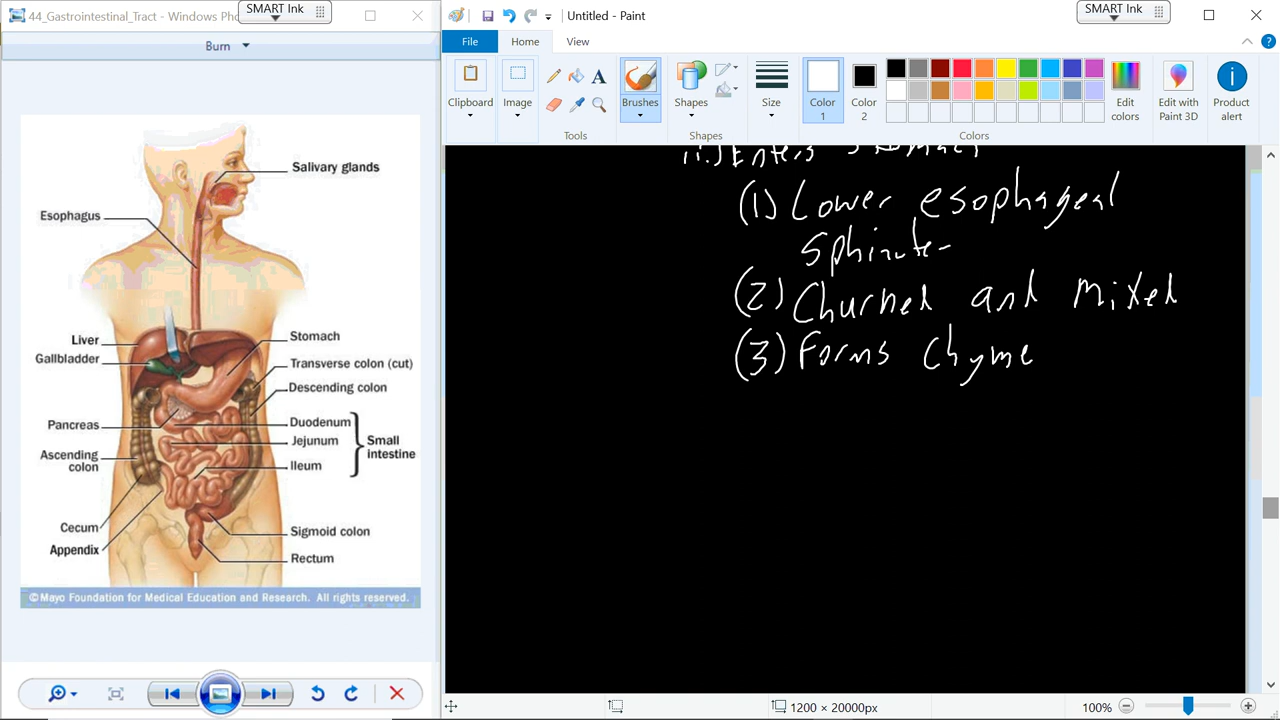 44_Gastrointestinal_Tract - Windows Pho
SMART Ink
Burn
Salivary glands
Esophagus
Liver
Gallbladder
Stomach
Transverse colon (cut)
Descending colon
Pancreas
Duodenum
Jejunum
Ileum
Small
intestine
Ascending
colon
Cecum
Appendix
Sigmoid colon
Rectum
©Mayo Foundation for Medical Education and Research. All rights reserved.
Untitled - Paint
SMART Ink
File
Home
View
Clipboard
Image
Tools
Brushes
Shapes
Shapes
Size
Color
1
Color
2
Colors
Edit
colors
Edit with
Paint 3D
Product
alert
ii.) Enters stomach
(1) Lower esophageal
(2) Churned and mixed
(3) Forms chyme
1200 × 20000px
100%